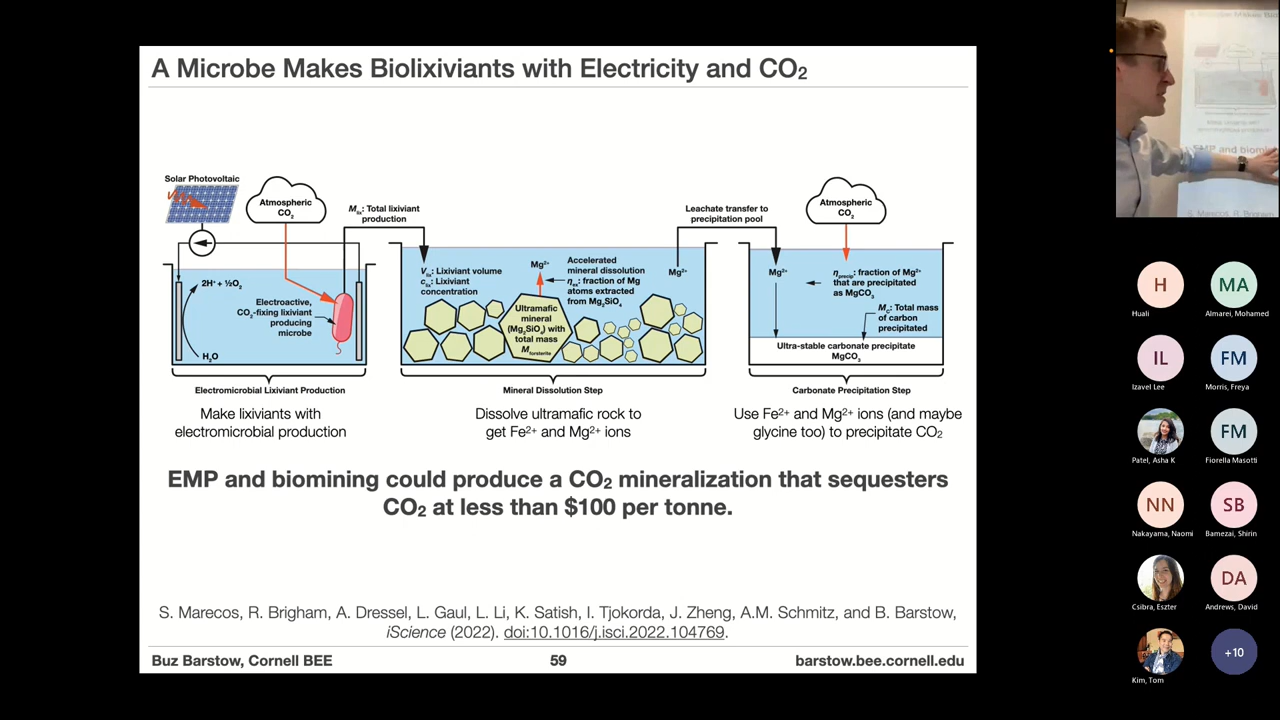 A Microbe Makes Biolixiviants with Electricity and CO₂
Solar Photovoltaic
Atmospheric
CO₂
2H⁺ + ½O₂
H₂O
Electroactive,
CO₂-fixing lixiviant
producing
microbe
Electromicrobial Lixiviant Production
Make lixiviants with
electromicrobial production
: Total lixiviant
production
: Lixiviant volume
: Lixiviant
concentration
Mg²⁺
Accelerated
mineral dissolution
: fraction of Mg
atoms extracted
from Mg₂SiO₄
Ultramafic
mineral
(Mg₂SiO₄) with
total mass
M forsterite
Mg²⁺
Mineral Dissolution Step
Dissolve ultramafic rock to
get Fe²⁺ and Mg²⁺ ions
Leachate transfer to
precipitation pool
Atmospheric
CO₂
Mg²⁺
ηprecip: fraction of Mg²⁺
that are precipitated
as MgCO₃
: Total mass
of carbon
precipitated
Ultra-stable carbonate precipitate
MgCO₃
Carbonate Precipitation Step
Use Fe²⁺ and Mg²⁺ ions (and maybe
glycine too) to precipitate CO₂
EMP and biomining could produce a CO₂ mineralization that sequesters
CO₂ at less than $100 per tonne.
S. Marecos, R. Brigham, A. Dressel, L. Gaul, L. Li, K. Satish, I. Tjokorda, J. Zheng, A.M. Schmitz, and B. Barstow,
iScience (2022). doi:10.1016/j.isci.2022.104769.
Buz Barstow, Cornell BEE
59
barstow.bee.cornell.edu
EMP and biomin
H
MA
Huali
Almarei, Mohamed
IL
FM
Izavel Lee
Morris, Freya
FM
Patel, Asha K
Fiorella Masotti
NN
SB
Nakayama, Naomi
Bamezai, Shirin
DA
Csibra, Eszter
Andrews, David
+10
Kim, Tom